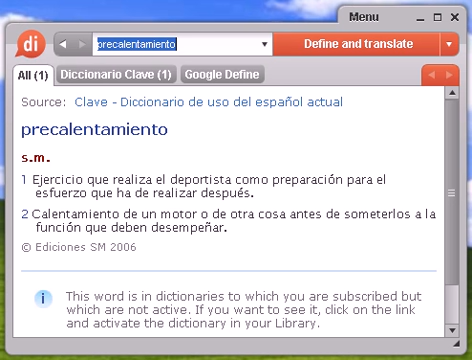 Menu
di
precalentamiento
Define and translate
All (1)
Diccionario Clave (1)
Google Define
Source: Clave - Diccionario de uso del español actual
precalentamiento
s.m.
1 Ejercicio que realiza el deportista como preparación para el
esfuerzo que ha de realizar después.
2 Calentamiento de un motor o de otra cosa antes de someterlos a la
función que deben desempeñar.
© Ediciones SM 2006
i
This word is in dictionaries to which you are subscribed but
which are not active. If you want to see it, click on the link
and activate the dictionary in your Library.